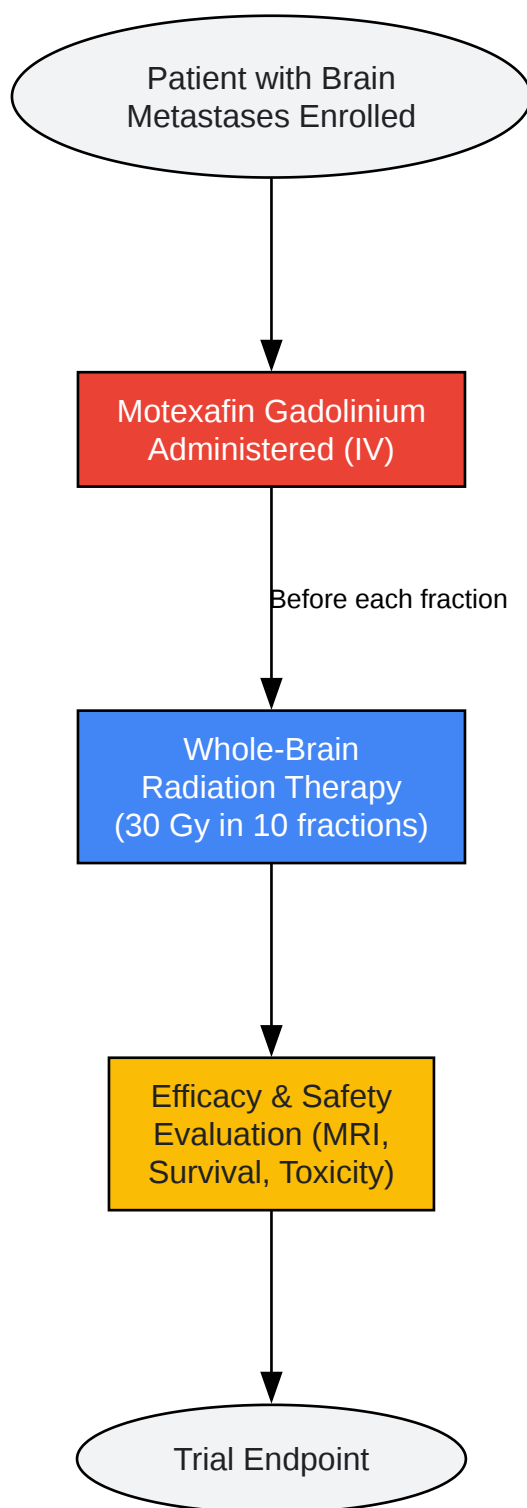 Patient with Brain
Metastases Enrolled
Motexafin Gadolinium
Administered (IV)
Before each fraction
Whole-Brain
Radiation Therapy
(30 Gy in 10 fractions)
Efficacy & Safety
Evaluation (MRI,
Survival, Toxicity)
Trial Endpoint